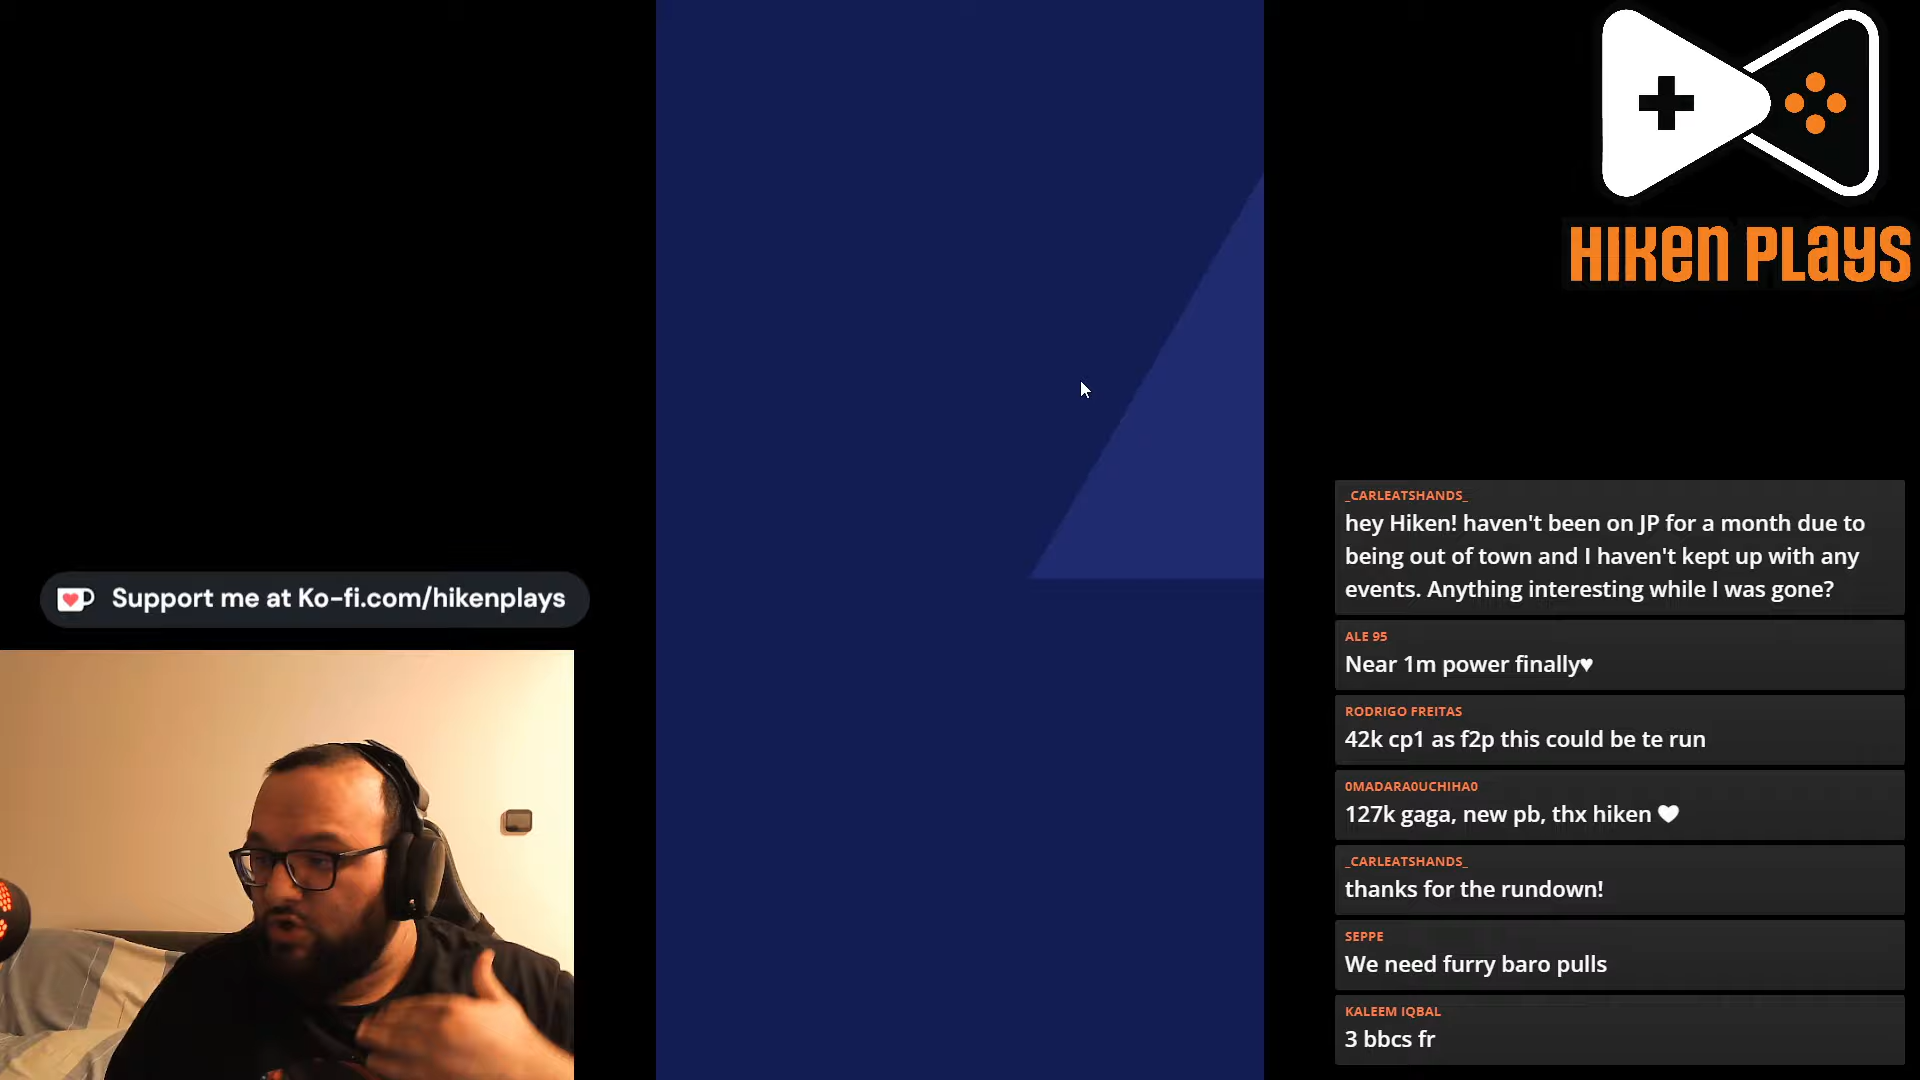 HIKEN PLAYS
_CARLEATSHANDS_
hey Hiken! haven't been on JP for a month due to
being out of town and I haven't kept up with any
events. Anything interesting while I was gone?
ALE 95
Near 1m power finally♥
RODRIGO FREITAS
42k cp1 as f2p this could be te run
0MADARA0UCHIHA0
127k gaga, new pb, thx hiken 🤍
_CARLEATSHANDS_
thanks for the rundown!
SEPPE
We need furry baro pulls
KALEEM IQBAL
3 bbcs fr
Support me at Ko-fi.com/hikenplays